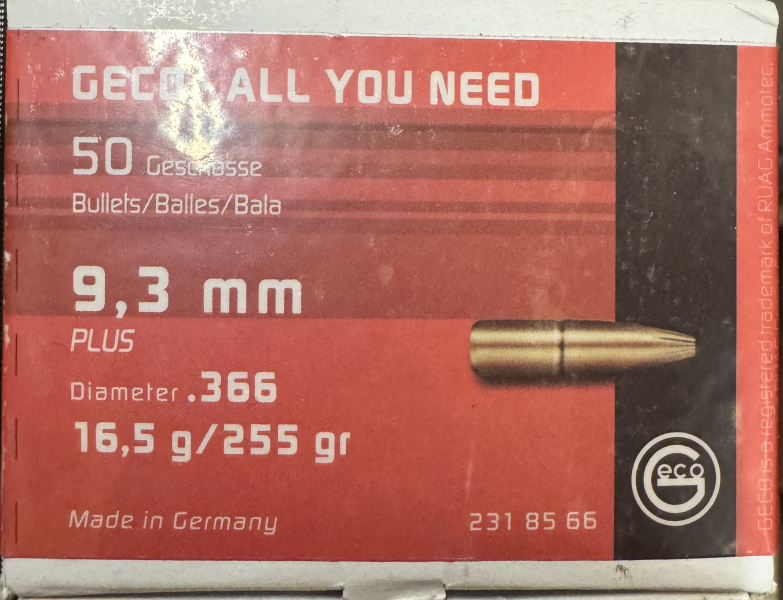 GECO ALL YOU NEED
50 Geschosse
Bullets/Balles/Bala
9,3 mm
PLUS
Diameter .366
16,5 g/255 gr
Made in Germany
231 85 66
Geco
GECO is a registered trademark of RUAG Ammotec